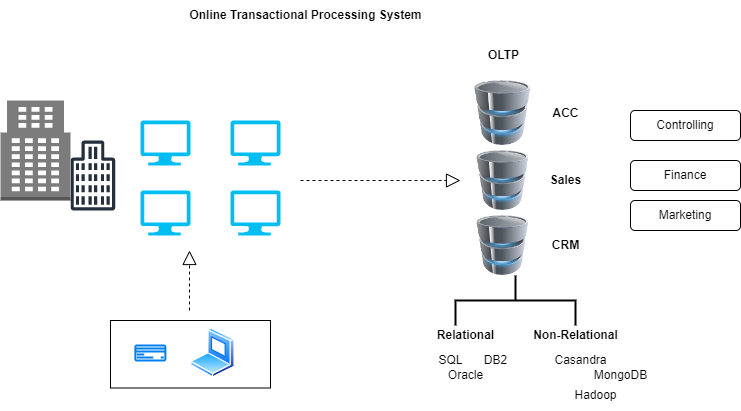 Online Transactional Processing System
OLTP
ACC
Controlling
Sales
Finance
Marketing
CRM
Relational
Non-Relational
SQL DB2
Casandra
Oracle
MongoDB
Hadoop